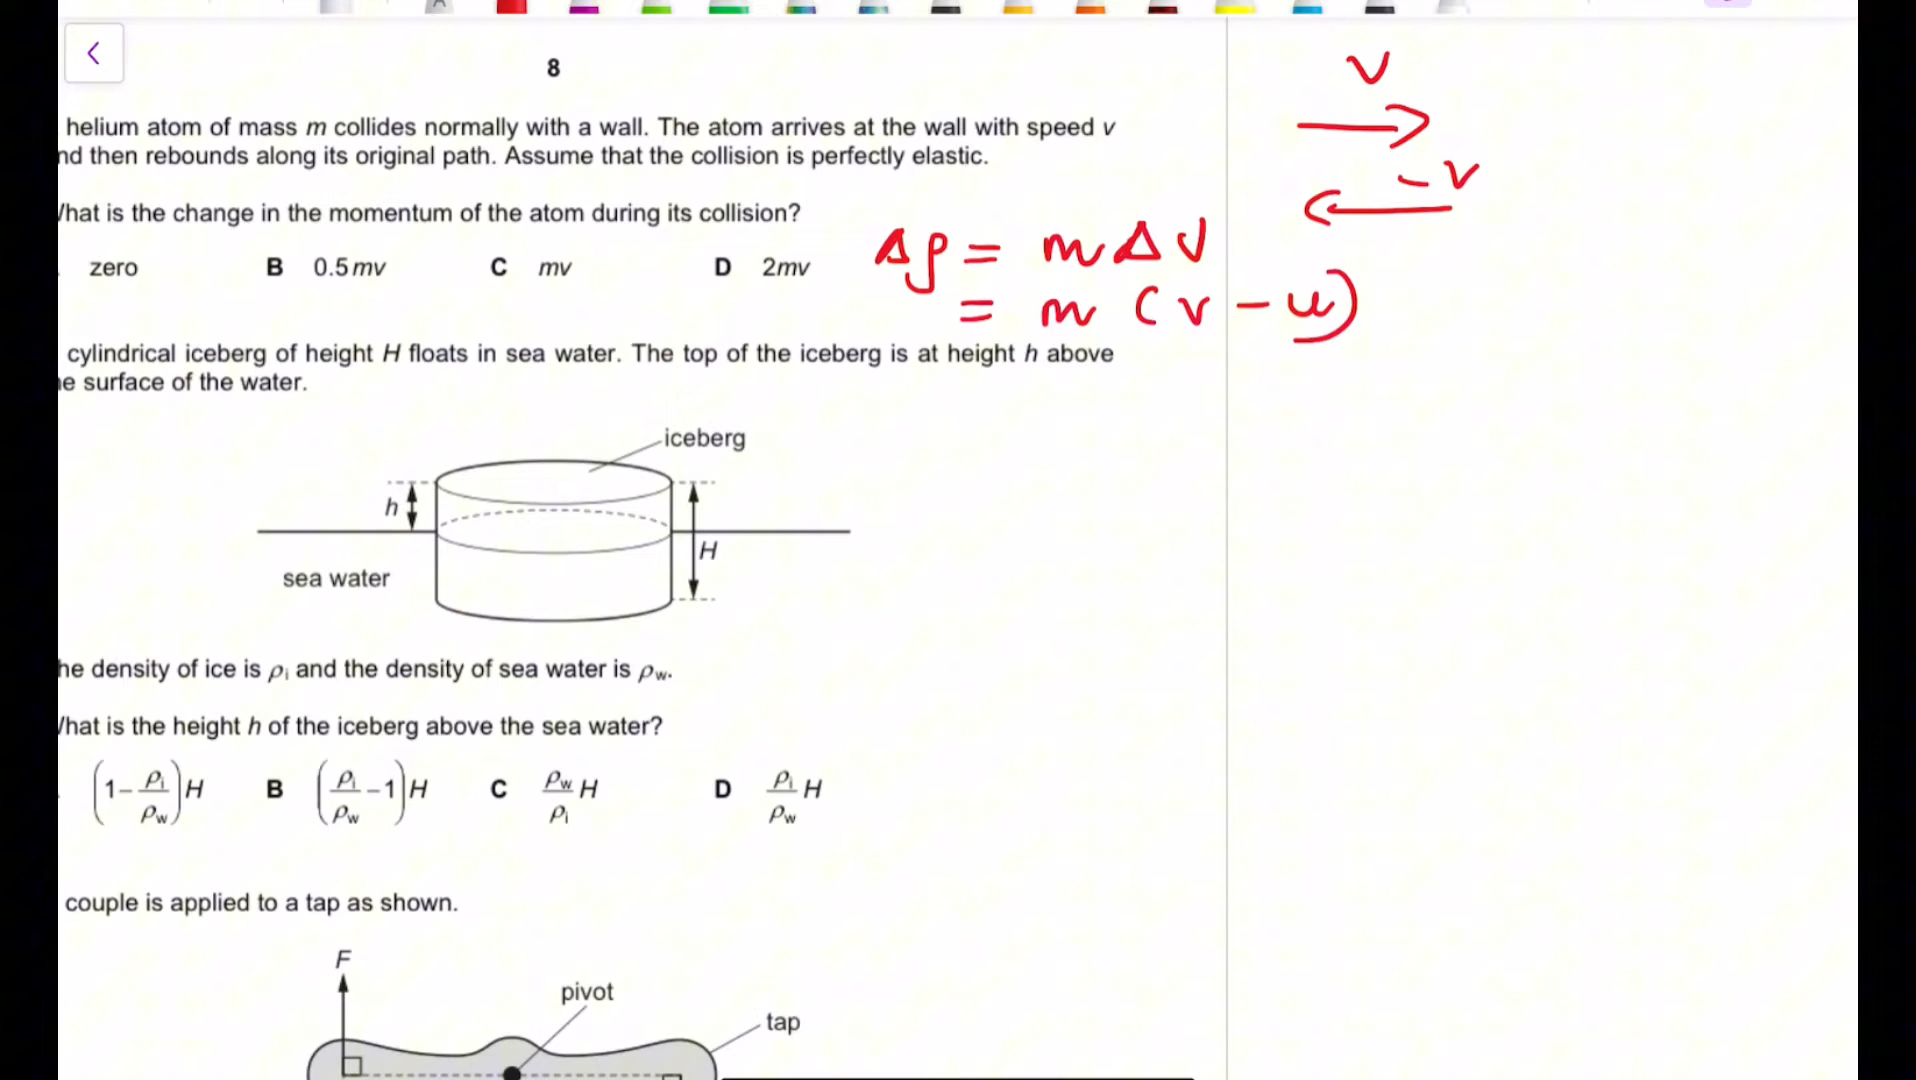 8
helium atom of mass m collides normally with a wall. The atom arrives at the wall with speed v
nd then rebounds along its original path. Assume that the collision is perfectly elastic.
hat is the change in the momentum of the atom during its collision?
zero B 0.5mv C mv D 2mv
v
-v
Δp = mΔv
= m (v - u)
cylindrical iceberg of height H floats in sea water. The top of the iceberg is at height h above
e surface of the water.
iceberg
h
H
sea water
he density of ice is ρi and the density of sea water is ρw.
hat is the height h of the iceberg above the sea water?
(1 - ρi/ρw)H B (ρi/ρw - 1)H C ρw/ρi H D ρi/ρw H
couple is applied to a tap as shown.
F
pivot
tap